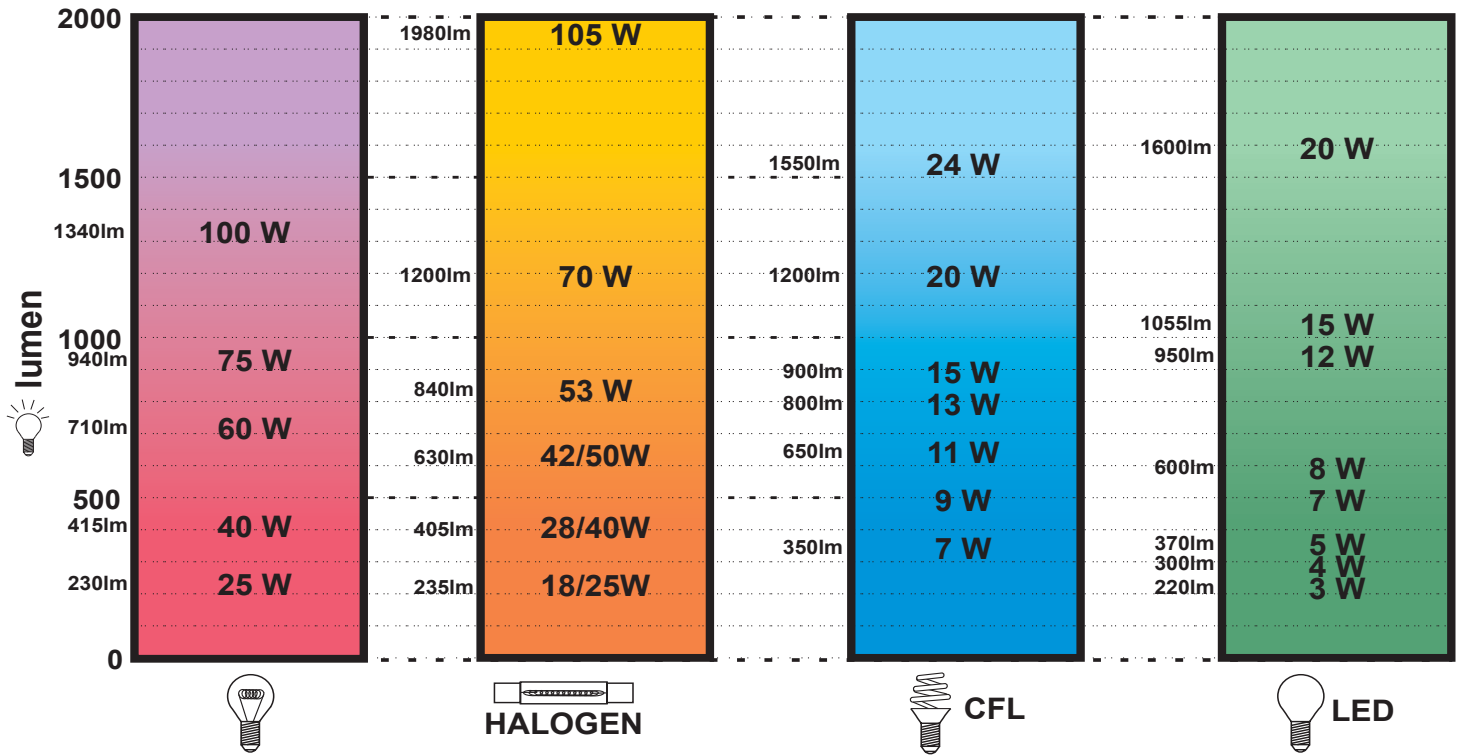 lumen
2000
1500
1000
500
0
1340lm
940lm
710lm
415lm
230lm
100 W
75 W
60 W
40 W
25 W
1980lm
1200lm
840lm
630lm
405lm
235lm
105 W
70 W
53 W
42/50W
28/40W
18/25W
HALOGEN
1550lm
1200lm
900lm
800lm
650lm
350lm
24 W
20 W
15 W
13 W
11 W
9 W
7 W
CFL
1600lm
1055lm
950lm
600lm
370lm
300lm
220lm
20 W
15 W
12 W
8 W
7 W
5 W
4 W
3 W
LED